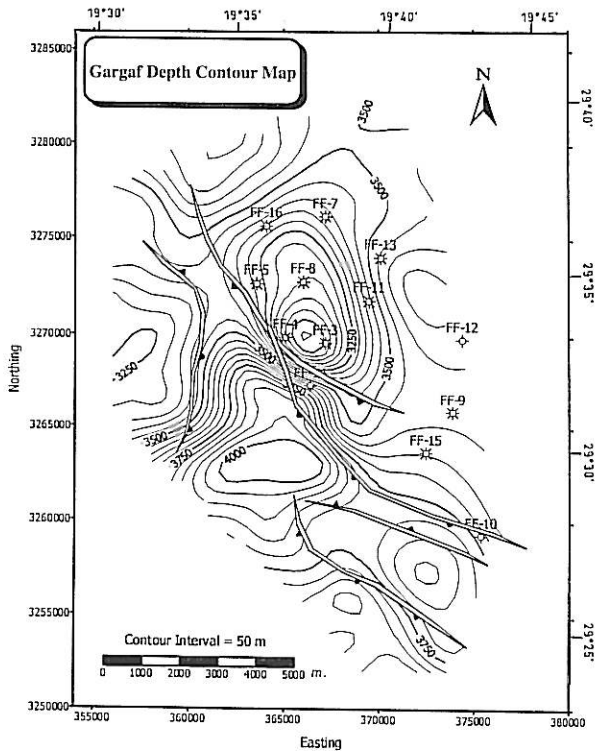 19°30' 19°35' 19°40' 19°45'
Gargaf Depth Contour Map
N
3285000
3280000
3275000
3270000
3265000
3260000
3255000
3250000
Northing
29°40'
29°35'
29°30'
29°25'
3500
3500
FF-16
FF-7
FF-13
FF-5
FF-8
FF-11
FF-1
FF-3
3250
FF-12
3500
3500
3250
FF-9
3500
FF-15
3750
4000
FF-10
3750
Contour Interval = 50 m
0 1000 2000 3000 4000 5000 m.
355000 360000 365000 370000 375000 380000
Easting